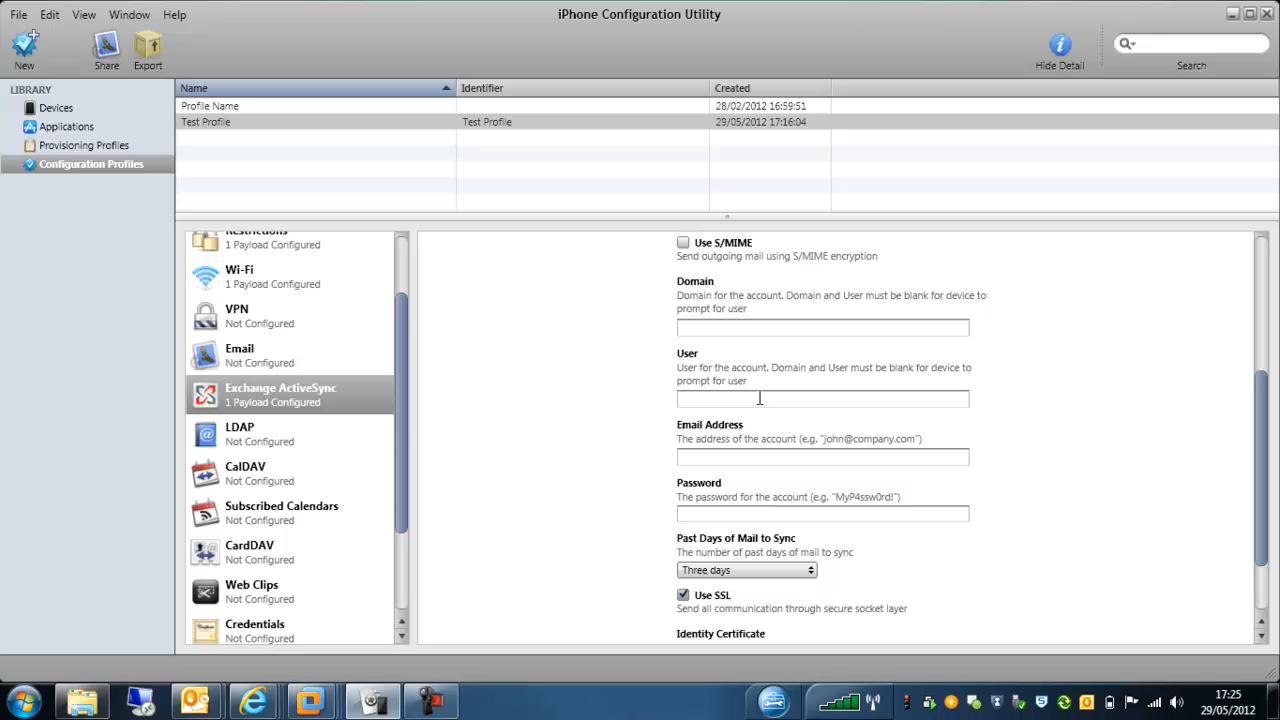 File Edit View Window Help
iPhone Configuration Utility
New
Share
Export
Hide Detail
Search
LIBRARY
Devices
Applications
Provisioning Profiles
Configuration Profiles
Name Identifier Created
Profile Name 28/02/2012 16:59:51
Test Profile Test Profile 29/05/2012 17:16:04
Restrictions
1 Payload Configured
Wi-Fi
1 Payload Configured
VPN
Not Configured
Email
Not Configured
Exchange ActiveSync
1 Payload Configured
LDAP
Not Configured
CalDAV
Not Configured
Subscribed Calendars
Not Configured
CardDAV
Not Configured
Web Clips
Not Configured
Credentials
Not Configured
Use S/MIME
Send outgoing mail using S/MIME encryption
Domain
Domain for the account. Domain and User must be blank for device to
prompt for user
User
User for the account. Domain and User must be blank for device to
prompt for user
Email Address
The address of the account (e.g. "john@company.com")
Password
The password for the account (e.g. "MyP4ssw0rd!")
Past Days of Mail to Sync
The number of past days of mail to sync
Three days
Use SSL
Send all communication through secure socket layer
Identity Certificate
17:25
29/05/2012